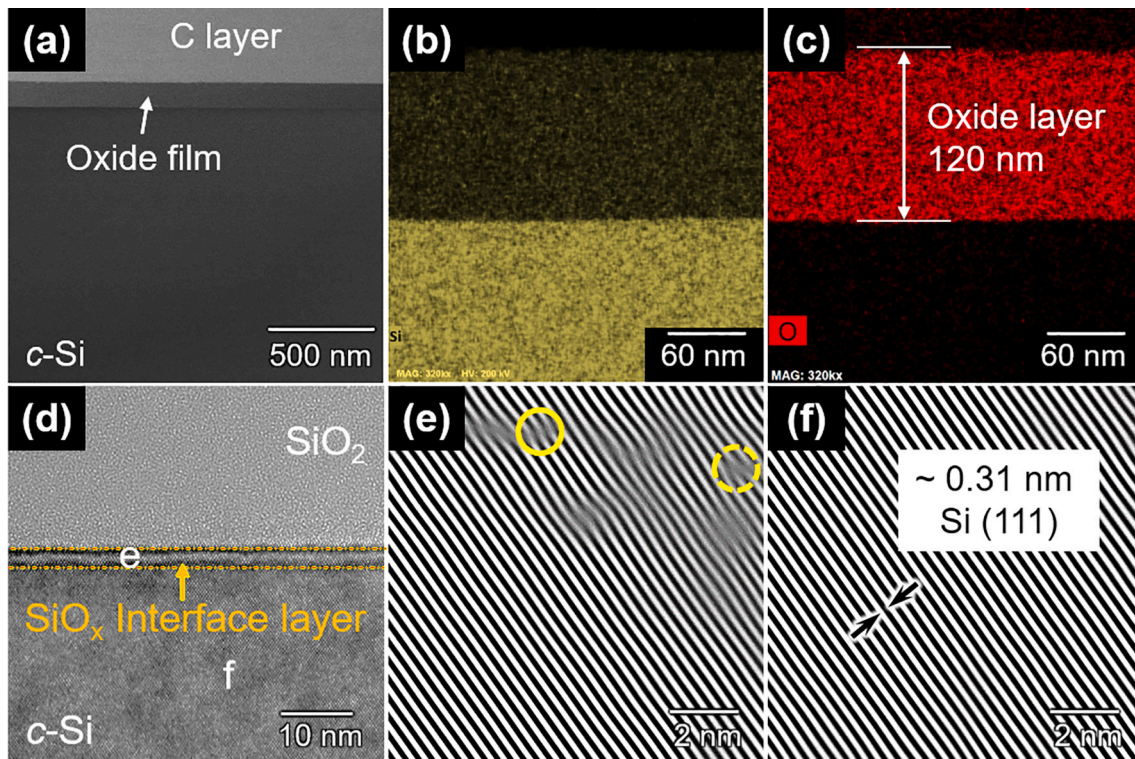 (a)
C layer
Oxide film
c-Si
500 nm
(b)
Si
MAG: 320kx HV: 200 kV
60 nm
(c)
Oxide layer
120 nm
O
MAG: 320kx
60 nm
(d)
SiO₂
e
SiOₓ Interface layer
f
c-Si
10 nm
(e)
2 nm
(f)
~ 0.31 nm
Si (111)
2 nm